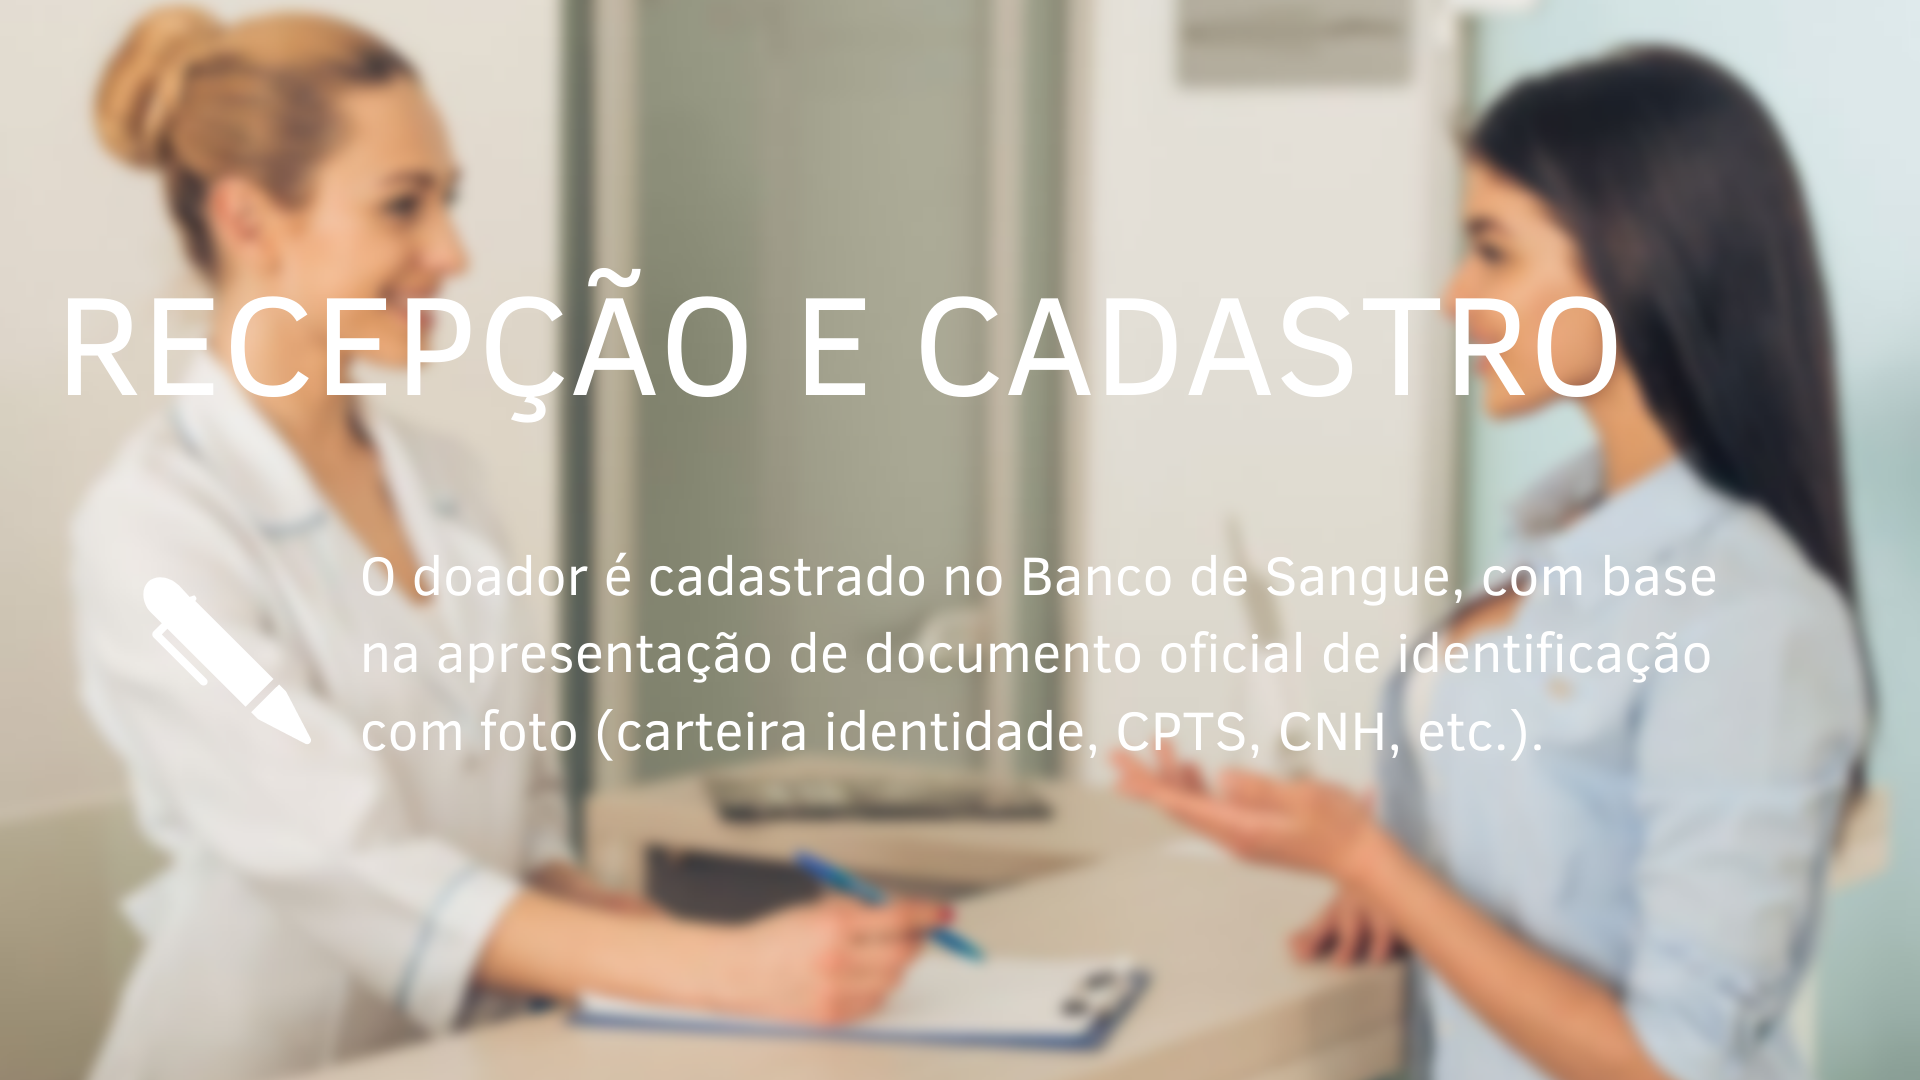 RECEPÇÃO E CADASTRO
O doador é cadastrado no Banco de Sangue, com base
na apresentação de documento oficial de identificação
com foto (carteira identidade, CPTS, CNH, etc.).